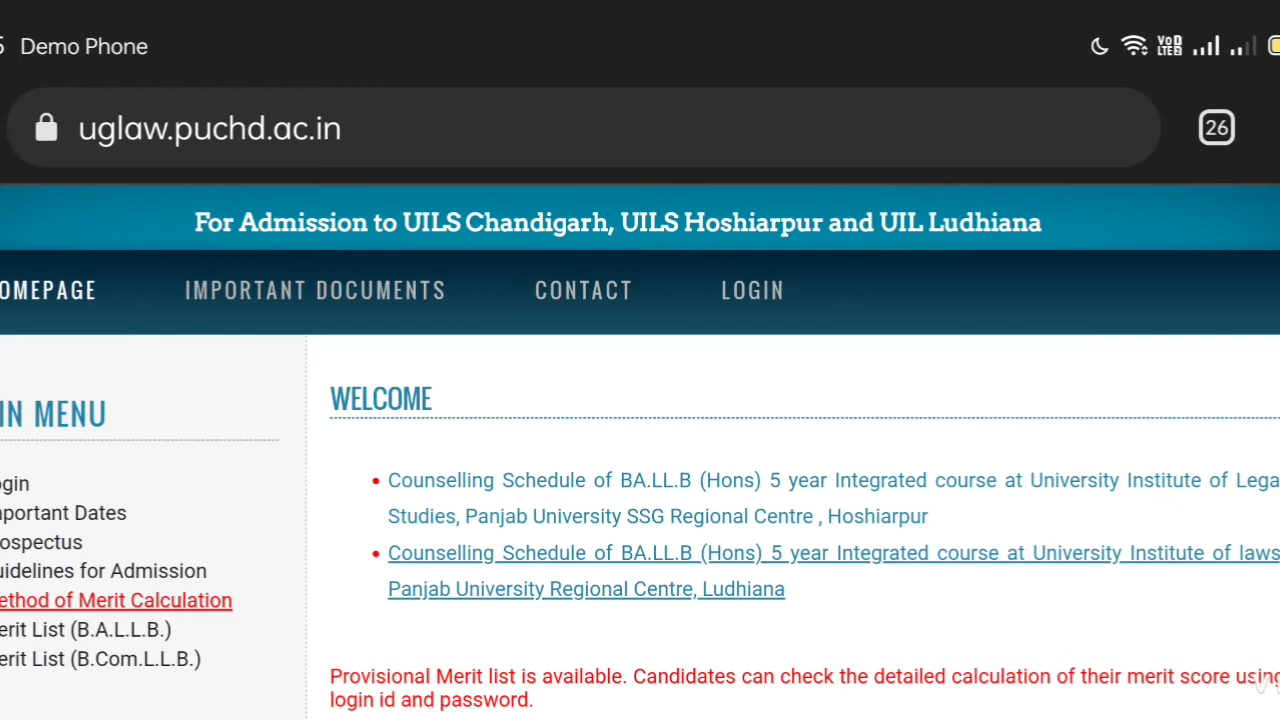 5 Demo Phone
VoD LTE2
uglaw.puchd.ac.in
26
For Admission to UILS Chandigarh, UILS Hoshiarpur and UIL Ludhiana
OMEPAGE IMPORTANT DOCUMENTS CONTACT LOGIN
IN MENU
ogin
mportant Dates
ospectus
uidelines for Admission
ethod of Merit Calculation
erit List (B.A.L.L.B.)
erit List (B.Com.L.L.B.)
WELCOME
• Counselling Schedule of BA.LL.B (Hons) 5 year Integrated course at University Institute of Lega
Studies, Panjab University SSG Regional Centre , Hoshiarpur
• Counselling Schedule of BA.LL.B (Hons) 5 year Integrated course at University Institute of laws
Panjab University Regional Centre, Ludhiana
Provisional Merit list is available. Candidates can check the detailed calculation of their merit score using
login id and password.